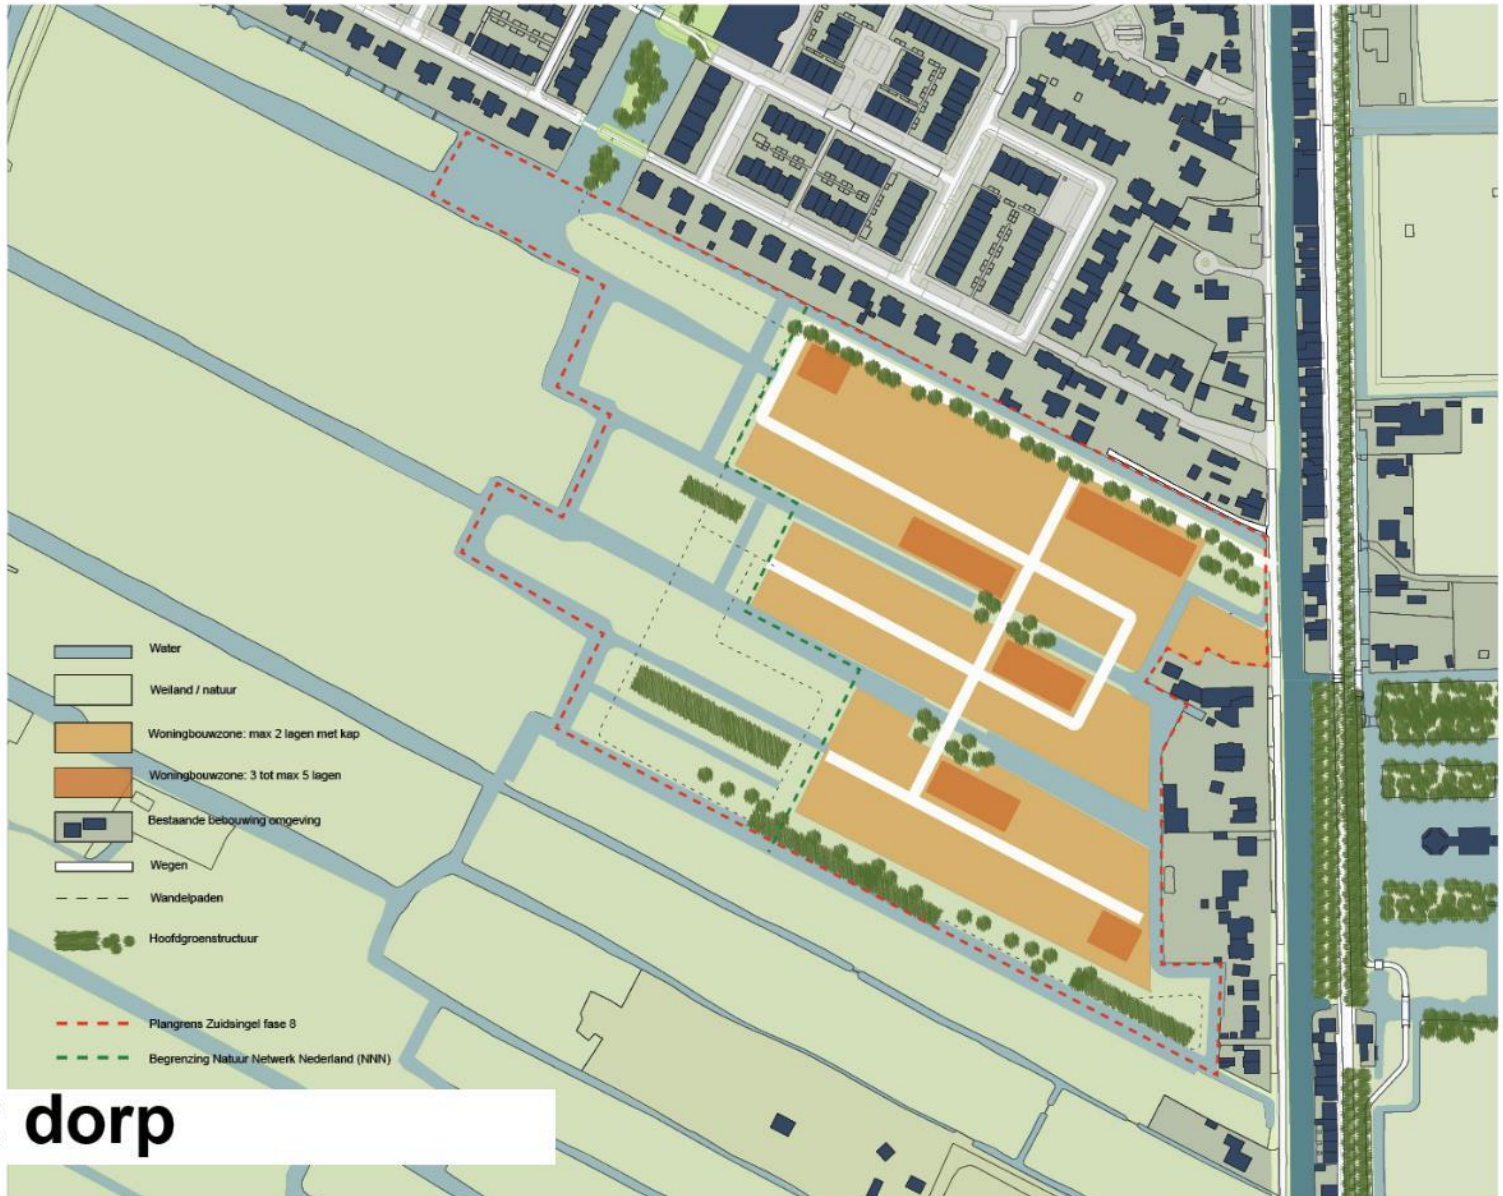 Water
Weiland / natuur
Woningbouwzone: max 2 lagen met kap
Woningbouwzone: 3 tot max 5 lagen
Bestaande bebouwing omgeving
Wegen
Wandelpaden
Hoofdgroenstructuur
Plangrens Zuidsingel fase 8
Begrenzing Natuur Netwerk Nederland (NNN)
dorp